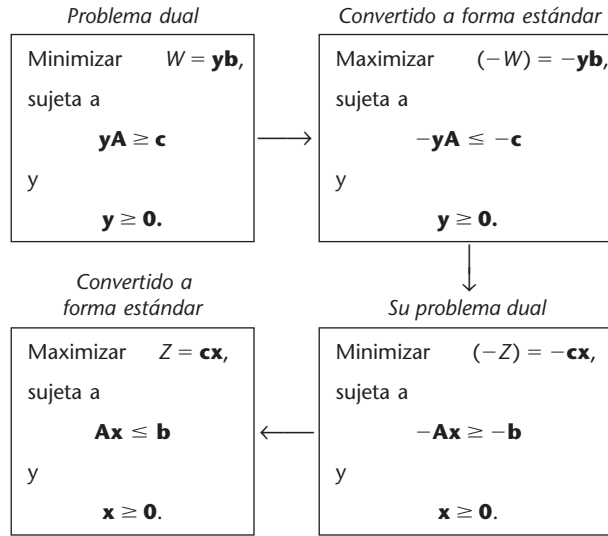 Problema dual
Minimizar W = yb,
sujeta a
yA ≥ c
y
y ≥ 0.
Convertido a forma estándar
Maximizar (−W) = −yb,
sujeta a
−yA ≤ −c
y
y ≥ 0.
Convertido a
forma estándar
Maximizar Z = cx,
sujeta a
Ax ≤ b
y
x ≥ 0.
Su problema dual
Minimizar (−Z) = −cx,
sujeta a
−Ax ≥ −b
y
x ≥ 0.